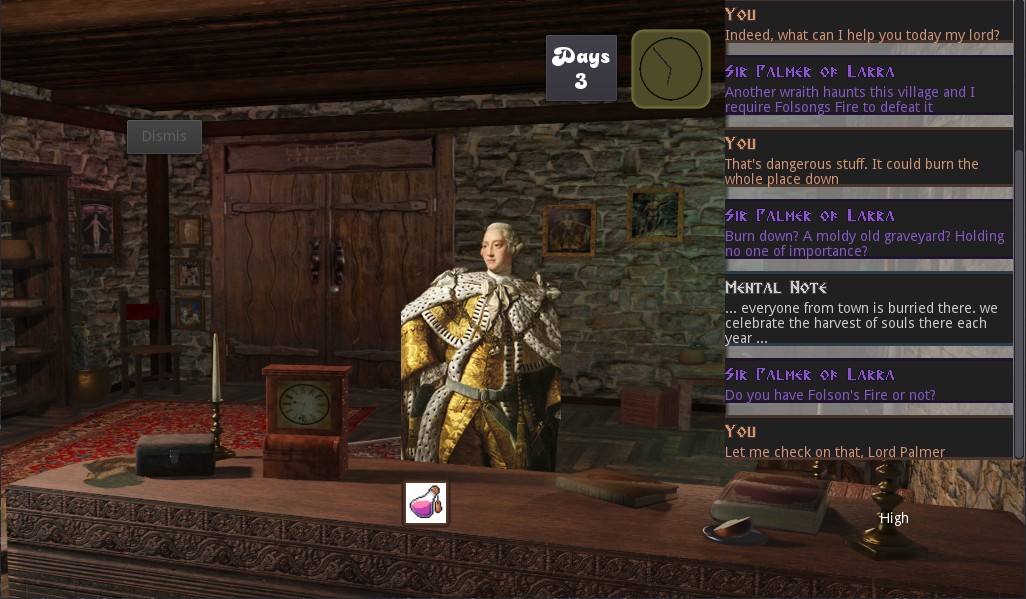 Days
3
Dismis
You
Indeed, what can I help you today my lord?
Sir Palmer of Larra
Another wraith haunts this village and I
require Folsongs Fire to defeat it
You
That's dangerous stuff. It could burn the
whole place down
Sir Palmer of Larra
Burn down? A moldy old graveyard? Holding
no one of importance?
Mental Note
... everyone from town is burried there. we
celebrate the harvest of souls there each
year ...
Sir Palmer of Larra
Do you have Folson's Fire or not?
You
Let me check on that, Lord Palmer
High